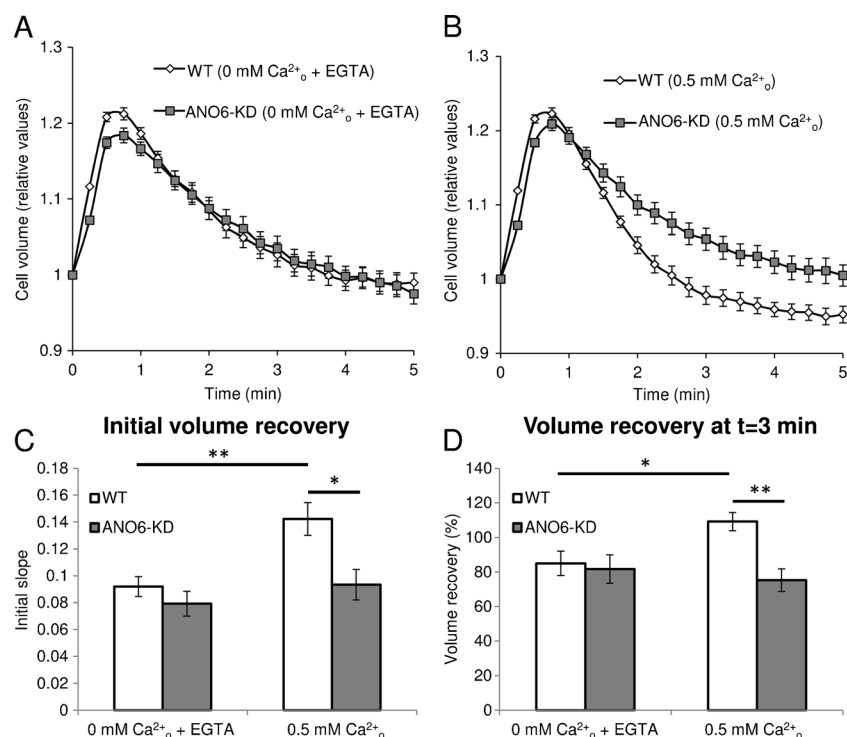 A
1.3
1.2
1.1
1
0.9
0
1
2
3
4
5
Cell volume (relative values)
Time (min)
WT (0 mM Ca²⁺ₒ + EGTA)
ANO6-KD (0 mM Ca²⁺ₒ + EGTA)
B
1.3
1.2
1.1
1
0.9
0
1
2
3
4
5
Cell volume (relative values)
Time (min)
WT (0.5 mM Ca²⁺ₒ)
ANO6-KD (0.5 mM Ca²⁺ₒ)
C
Initial volume recovery
0.18
0.16
0.14
0.12
0.1
0.08
0.06
0.04
0.02
0
Initial slope
WT
ANO6-KD
**
*
0 mM Ca²⁺ₒ + EGTA
0.5 mM Ca²⁺ₒ
D
Volume recovery at t=3 min
140
120
100
80
60
40
20
0
Volume recovery (%)
WT
ANO6-KD
*
**
0 mM Ca²⁺ₒ + EGTA
0.5 mM Ca²⁺ₒ